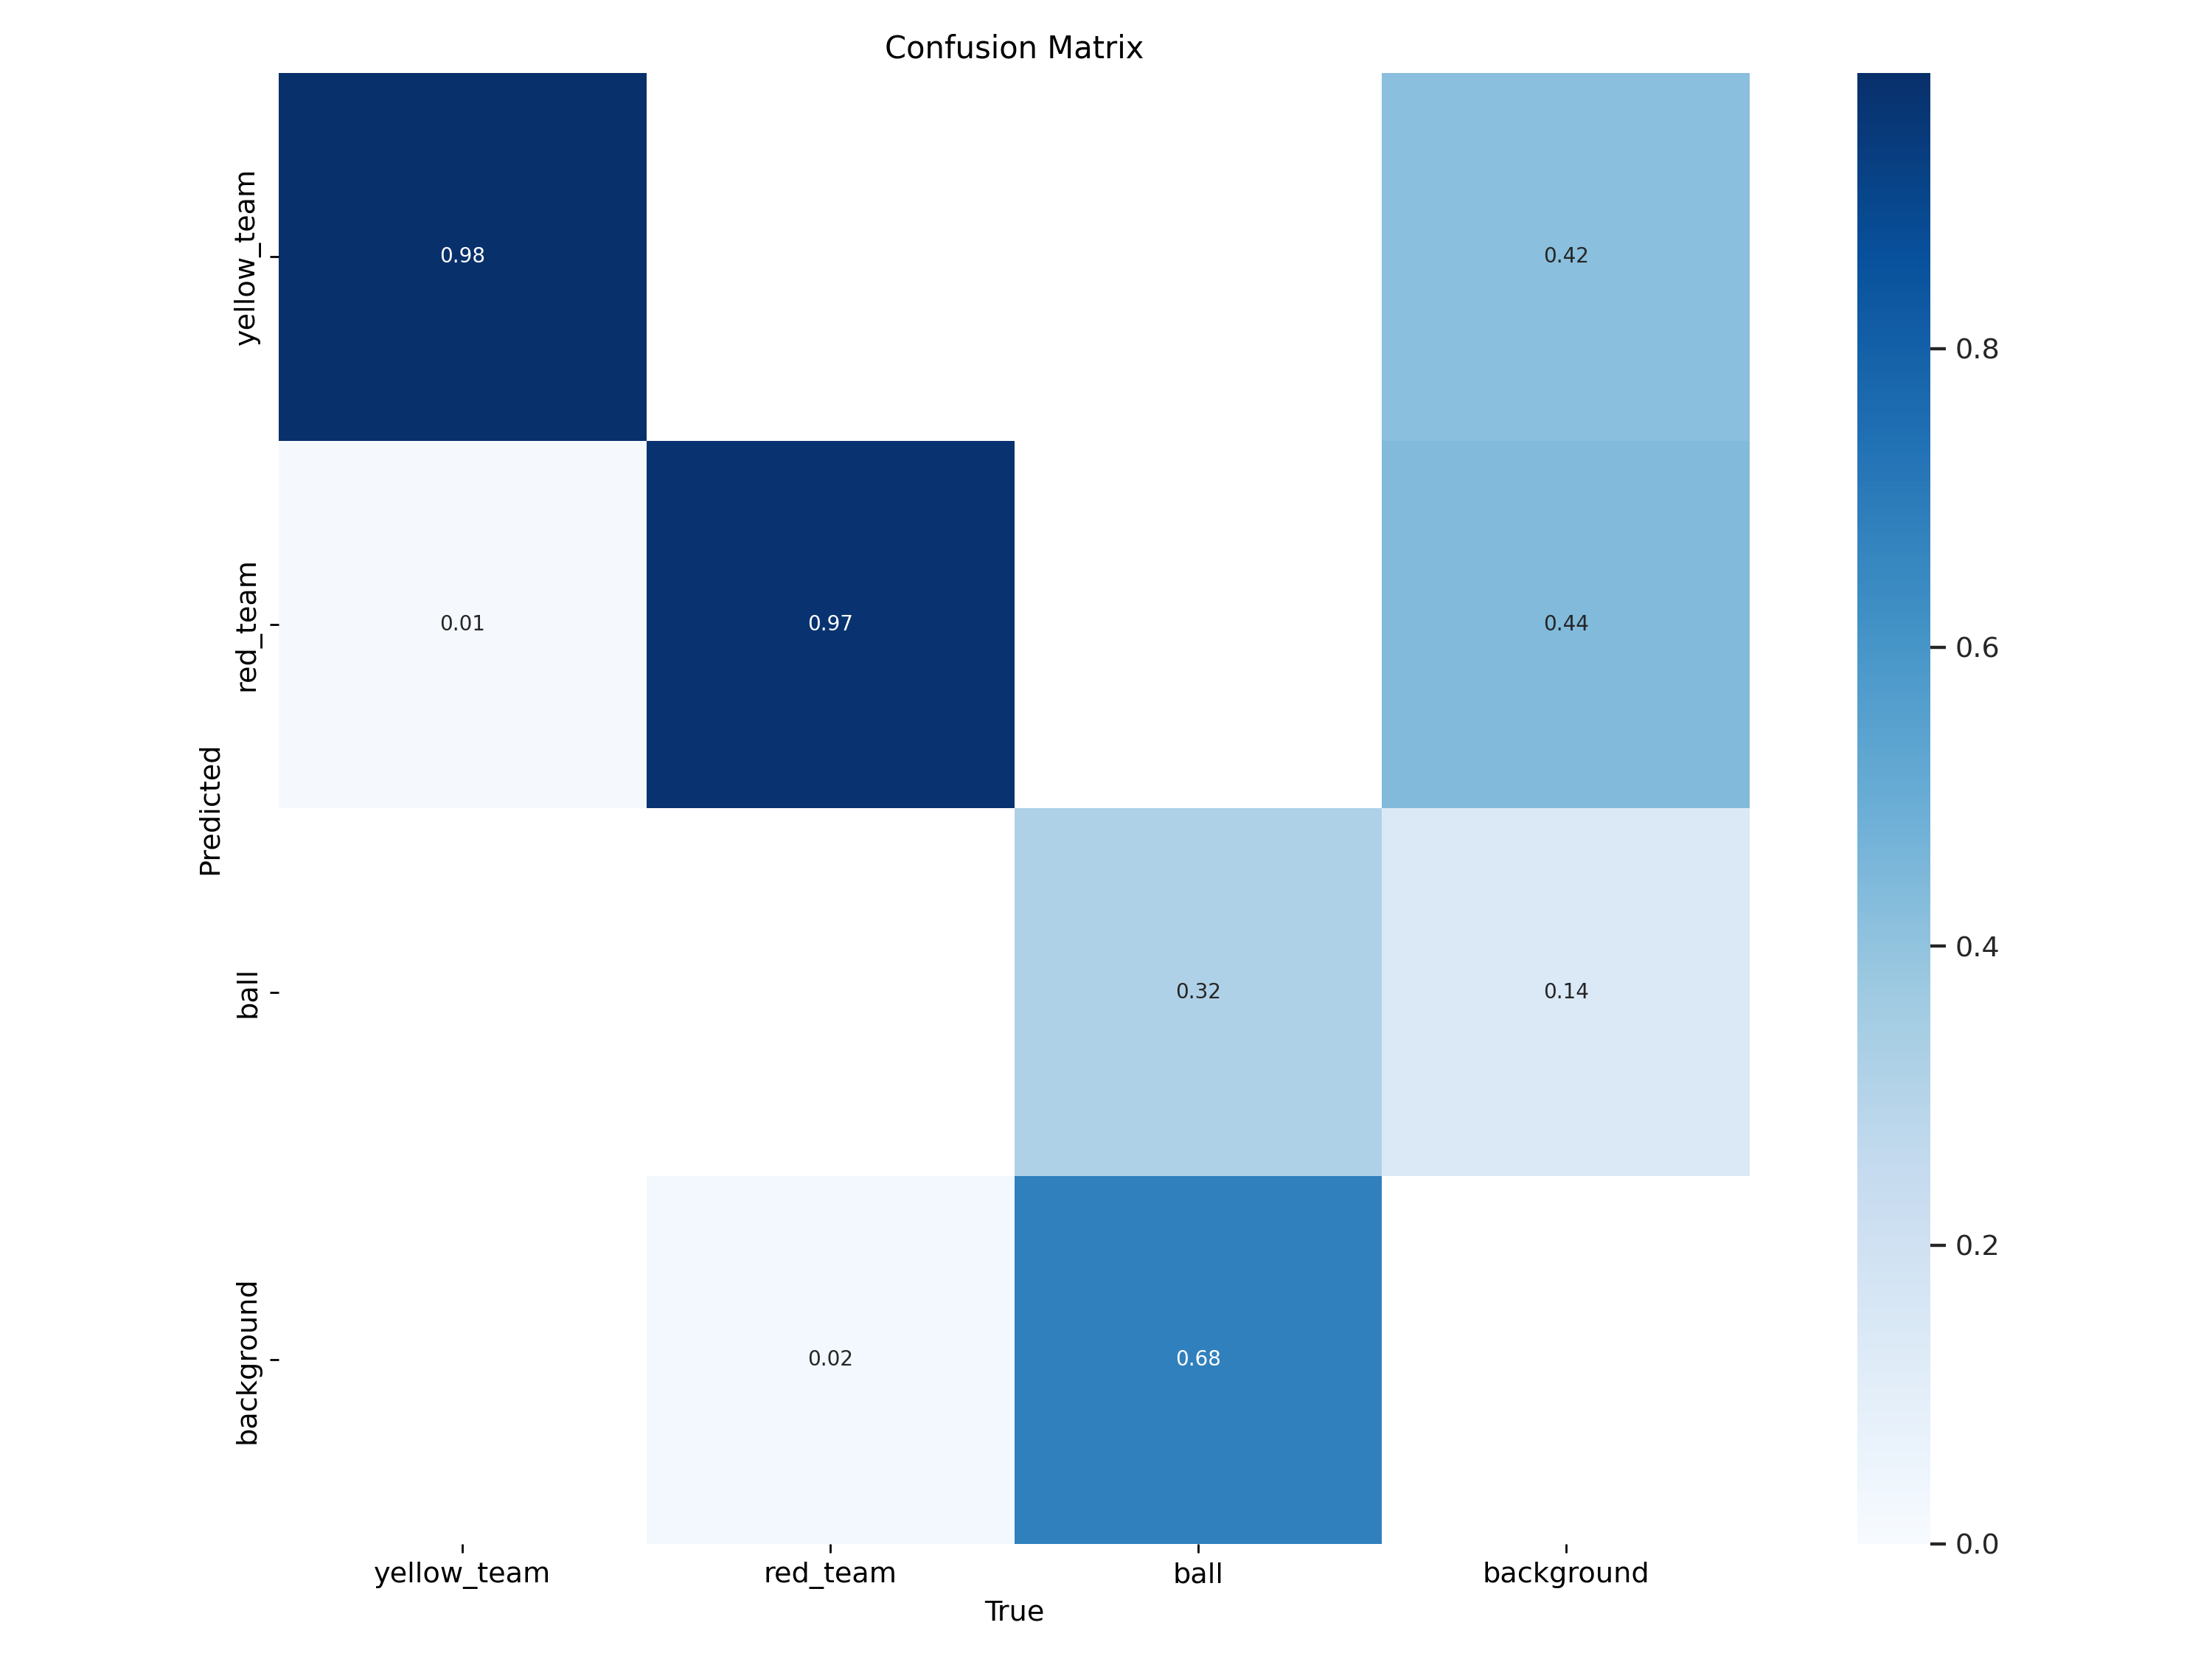 Confusion Matrix
yellow_team
0.98
0.42
0.8
red_team
0.01
0.97
0.44
0.6
Predicted
ball
0.32
0.14
0.4
background
0.02
0.68
0.2
0.0
yellow_team
red_team
ball
background
True